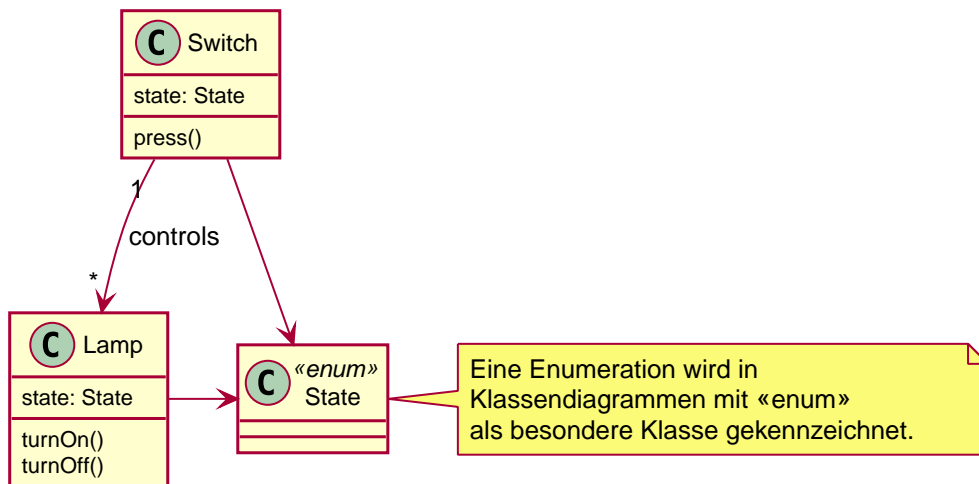 C Switch
state: State
press()
1
controls
*
C Lamp
state: State
turnOn()
turnOff()
C «enum»
State
Eine Enumeration wird in
Klassendiagrammen mit «enum»
als besondere Klasse gekennzeichnet.